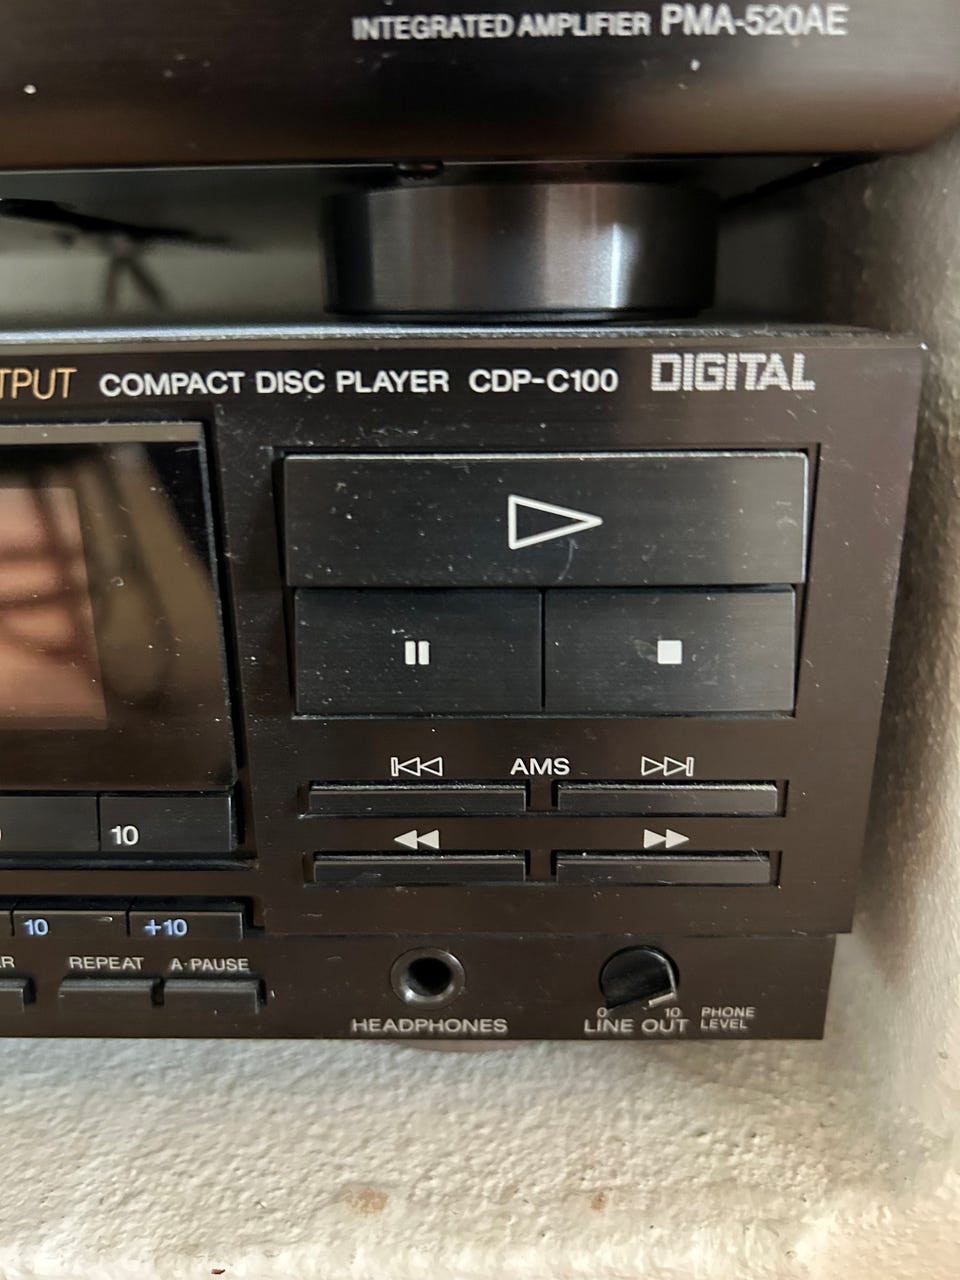 INTEGRATED AMPLIFIER PMA-520AE
TPUT COMPACT DISC PLAYER CDP-C100 DIGITAL
AMS
10
10 +10
R REPEAT A·PAUSE
HEADPHONES
0 10 PHONE
LINE OUT LEVEL